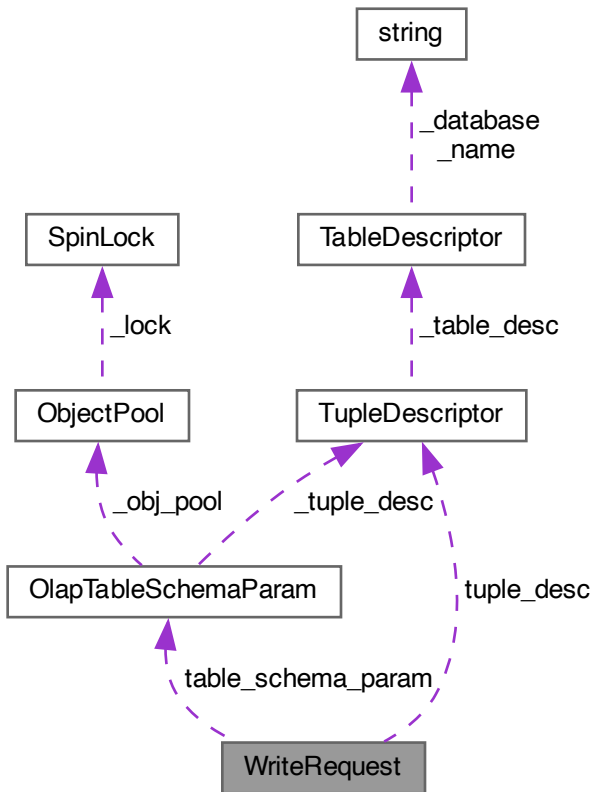 string
_database
_name
SpinLock
TableDescriptor
_lock
_table_desc
ObjectPool
TupleDescriptor
_obj_pool
_tuple_desc
OlapTableSchemaParam
tuple_desc
table_schema_param
WriteRequest